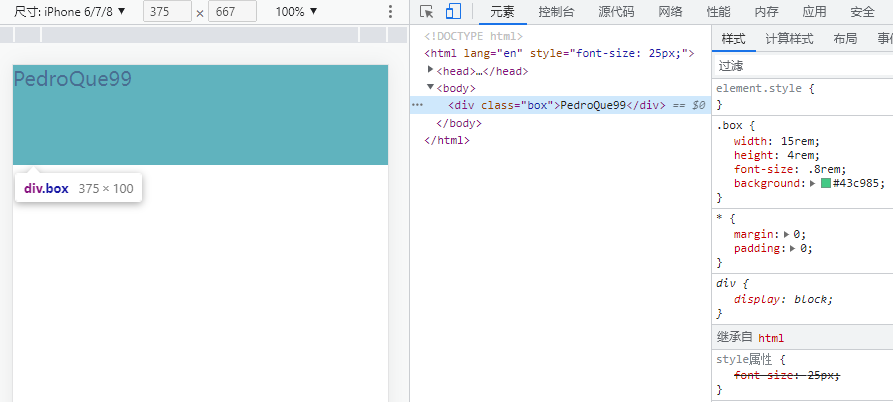 尺寸: iPhone 6/7/8 ▼ 375 × 667 100% ▼
PedroQue99
div.box 375 × 100
元素 控制台 源代码 网络 性能 内存 应用 安全
<!DOCTYPE html>
<html lang="en" style="font-size: 25px;">
<head>…</head>
<body>
<div class="box">PedroQue99</div> == $0
</body>
</html>
样式 计算样式 布局
过滤
element.style {
}
.box {
width: 15rem;
height: 4rem;
font-size: .8rem;
background: #43c985;
}
* {
margin: 0;
padding: 0;
}
div {
display: block;
}
继承自 html
style属性 {
font-size: 25px;
}